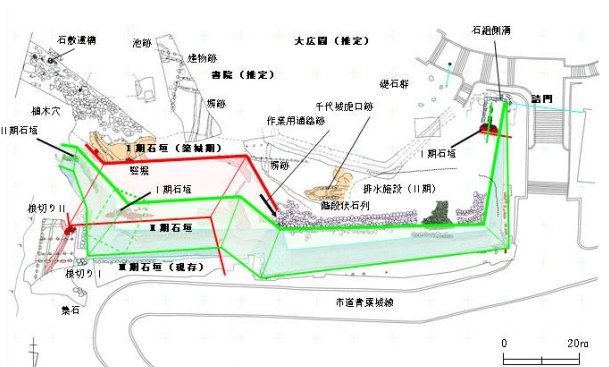 石敷遺構
池跡
建物跡
大広間（推定）
石組側溝
書院（推定）
礎石群
詰門
塀跡
千代城虎口跡
植木穴
作業用通路跡
II期石垣
I期石垣（築城期）
I期石垣
竪堀
塀跡
I期石垣
排水施設（II期）
階段状石列
根切りII
II期石垣
III期石垣（現存）
根切りI
集石
市道青葉城線
0 20m